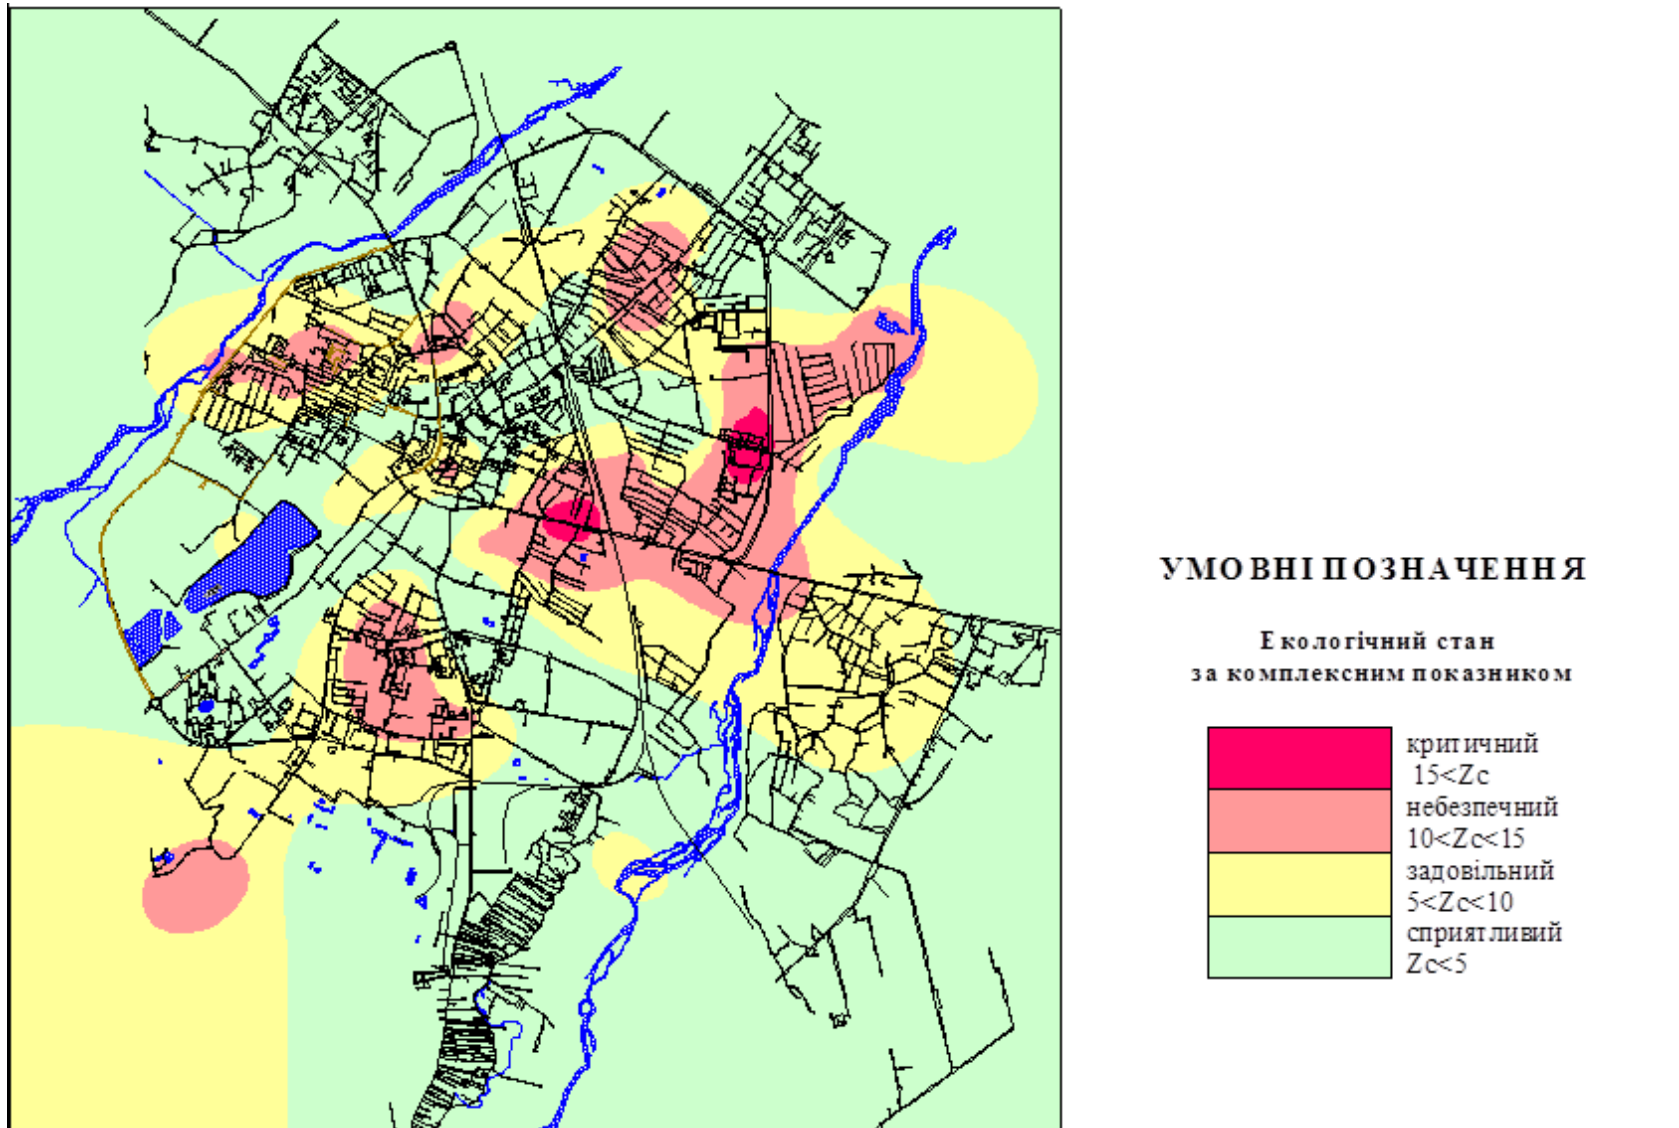 УМОВНІ ПОЗНАЧЕННЯ
Екологічний стан
за комплексним показником
критичний
15<Zc
небезпечний
10<Zc<15
задовільний
5<Zc<10
сприятливий
Zc<5